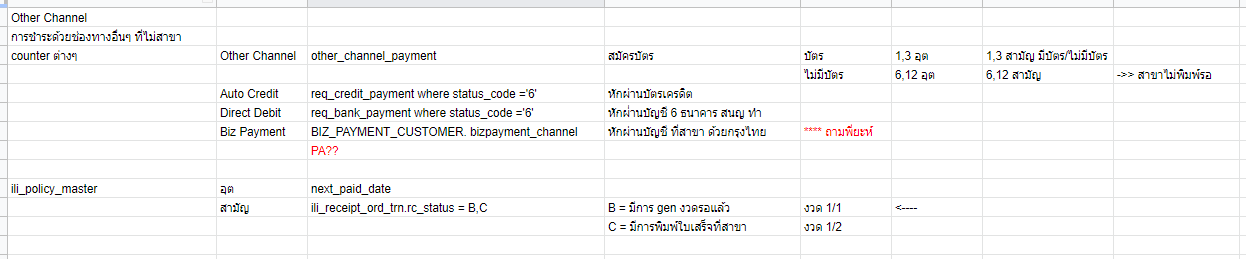 Other Channel
การชำระด้วยช่องทางอื่นๆ ที่ไม่สาขา
counter ต่างๆ Other Channel other_channel_payment สมัครบัตร บัตร 1,3 อุต 1,3 สามัญ มีบัตร/ไม่มีบัตร
ไม่มีบัตร 6,12 อุต 6,12 สามัญ ->> สาขาไม่พิมพ์รอ
Auto Credit req_credit_payment where status_code ='6' หักผ่านบัตรเครดิต
Direct Debit req_bank_payment where status_code ='6' หักผ่านบัญชี 6 ธนาคาร สนญ ทำ
Biz Payment BIZ_PAYMENT_CUSTOMER. bizpayment_channel หักผ่านบัญชี ที่สาขา ด้วยกรุงไทย **** ถามพี่ยะห์
PA??
ili_policy_master อุต next_paid_date
สามัญ ili_receipt_ord_trn.rc_status = B,C B = มีการ gen งวดรอแล้ว งวด 1/1 <----
C = มีการพิมพ์ใบเสร็จที่สาขา งวด 1/2